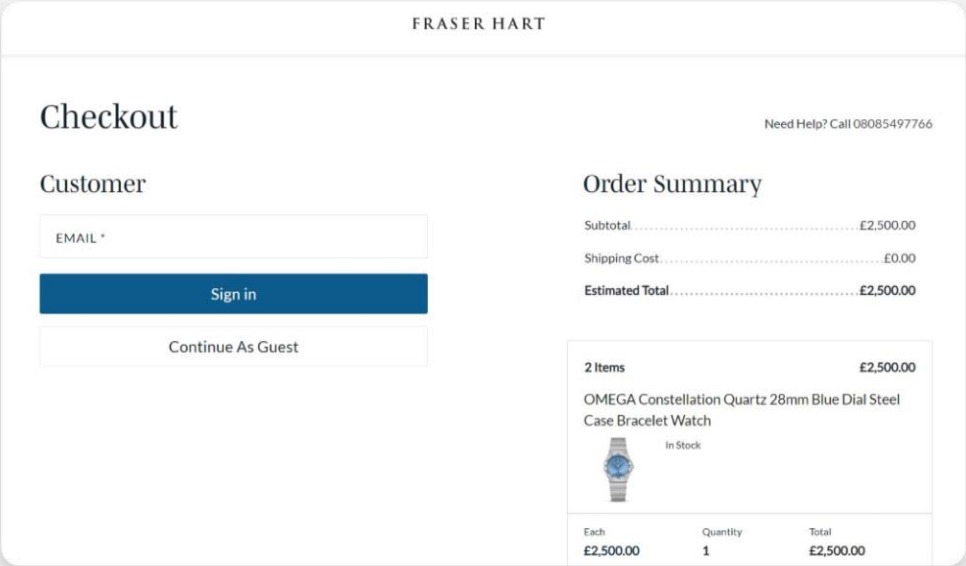 FRASER HART
Checkout
Need Help? Call 08085497766
Customer
EMAIL *
Sign in
Continue As Guest
Order Summary
Subtotal £2,500.00
Shipping Cost £0.00
Estimated Total £2,500.00
2 Items £2,500.00
OMEGA Constellation Quartz 28mm Blue Dial Steel
Case Bracelet Watch
In Stock
Each Quantity Total
£2,500.00 1 £2,500.00